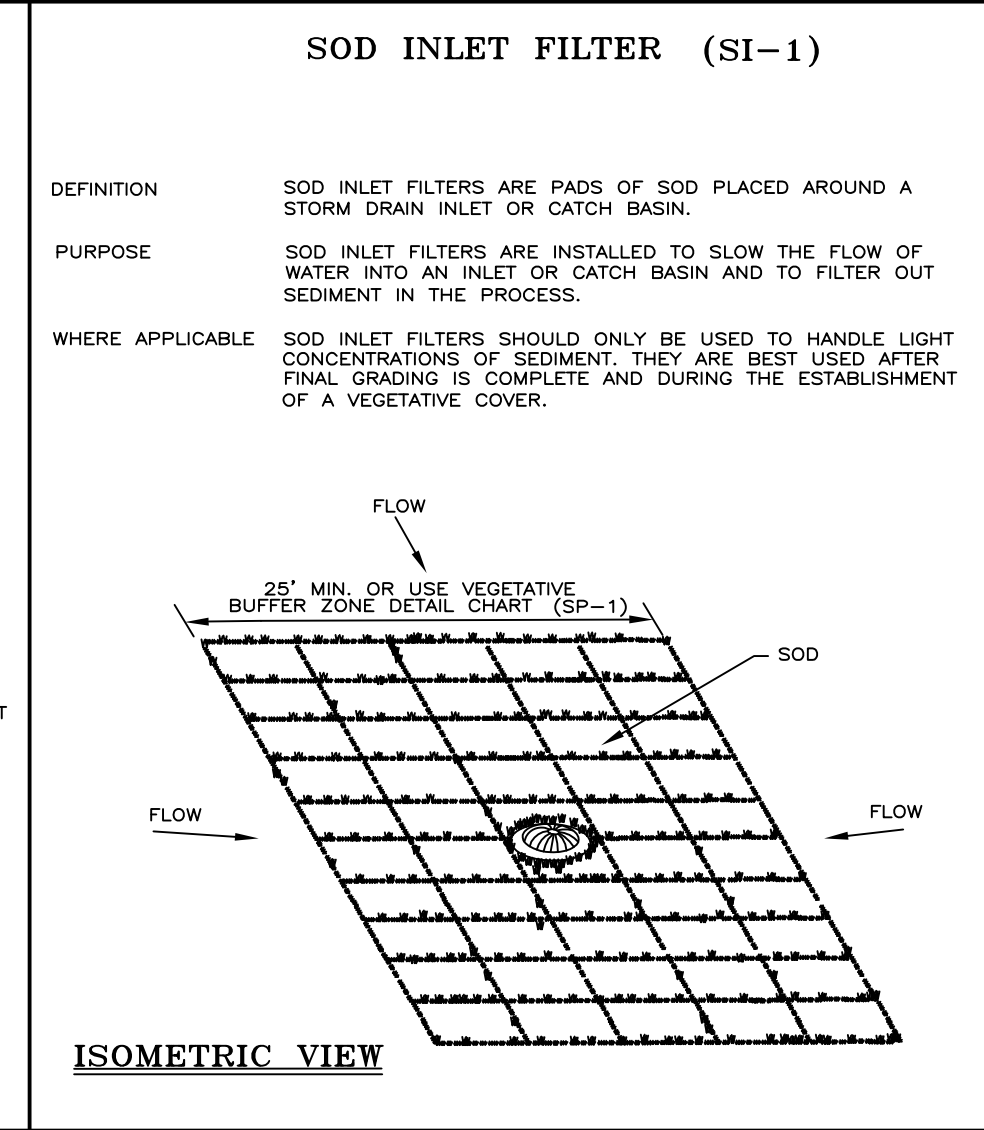 SOD INLET FILTER (SI-1)
DEFINITION
SOD INLET FILTERS ARE PADS OF SOD PLACED AROUND A
STORM DRAIN INLET OR CATCH BASIN.
PURPOSE
SOD INLET FILTERS ARE INSTALLED TO SLOW THE FLOW OF
WATER INTO AN INLET OR CATCH BASIN AND TO FILTER OUT
SEDIMENT IN THE PROCESS.
WHERE APPLICABLE
SOD INLET FILTERS SHOULD ONLY BE USED TO HANDLE LIGHT
CONCENTRATIONS OF SEDIMENT. THEY ARE BEST USED AFTER
FINAL GRADING IS COMPLETE AND DURING THE ESTABLISHMENT
OF A VEGETATIVE COVER.
FLOW
25' MIN. OR USE VEGETATIVE
BUFFER ZONE DETAIL CHART (SP-1)
SOD
T
FLOW
FLOW
ISOMETRIC VIEW